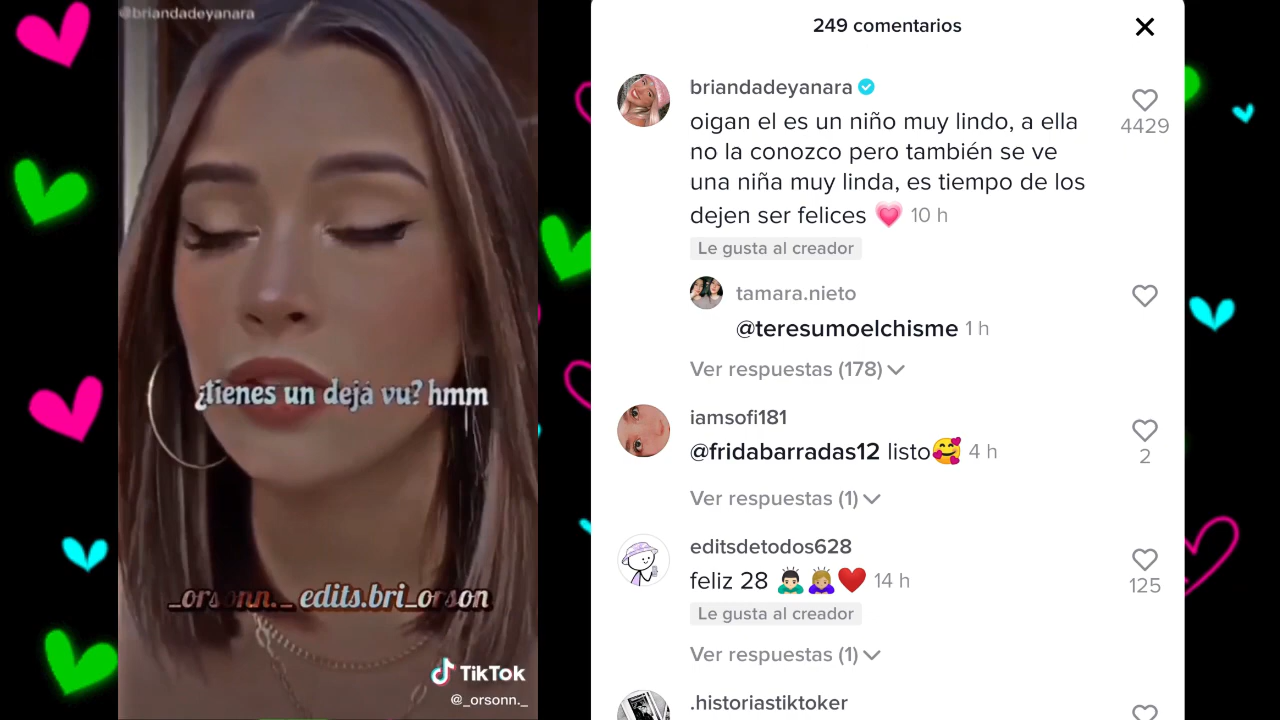 @briandadeyanara
¿tienes un dejá vu? hmm
_orsonn._ edits.bri_orson
TikTok
@_orsonn._
249 comentarios
briandadeyanara
oigan el es un niño muy lindo, a ella
no la conozco pero también se ve
una niña muy linda, es tiempo de los
dejen ser felices 💗 10 h
4429
Le gusta al creador
tamara.nieto
@teresumoelchisme 1 h
Ver respuestas (178)
iamsofi181
@fridabarradas12 listo🥰 4 h
2
Ver respuestas (1)
editsdetodos628
feliz 28 🙇🏻‍♂️🙇🏼‍♀️❤️ 14 h
125
Le gusta al creador
Ver respuestas (1)
.historiastiktoker